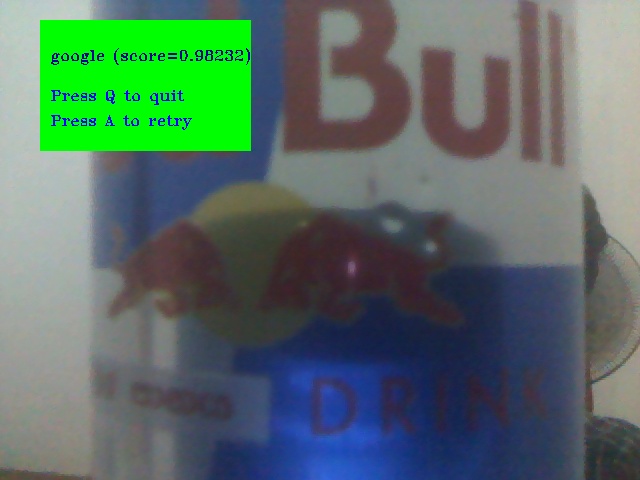 google (score=0.98232)
Press Q to quit
Press A to retry
Bull
DRINK